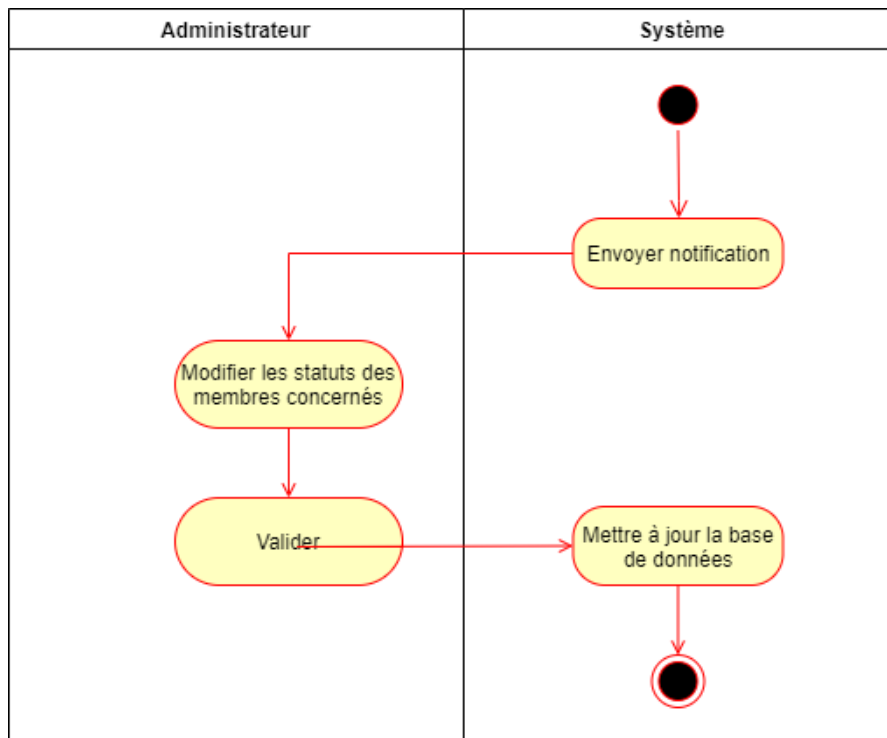 Administrateur
Système
Envoyer notification
Modifier les statuts des
membres concernés
Valider
Mettre à jour la base
de données